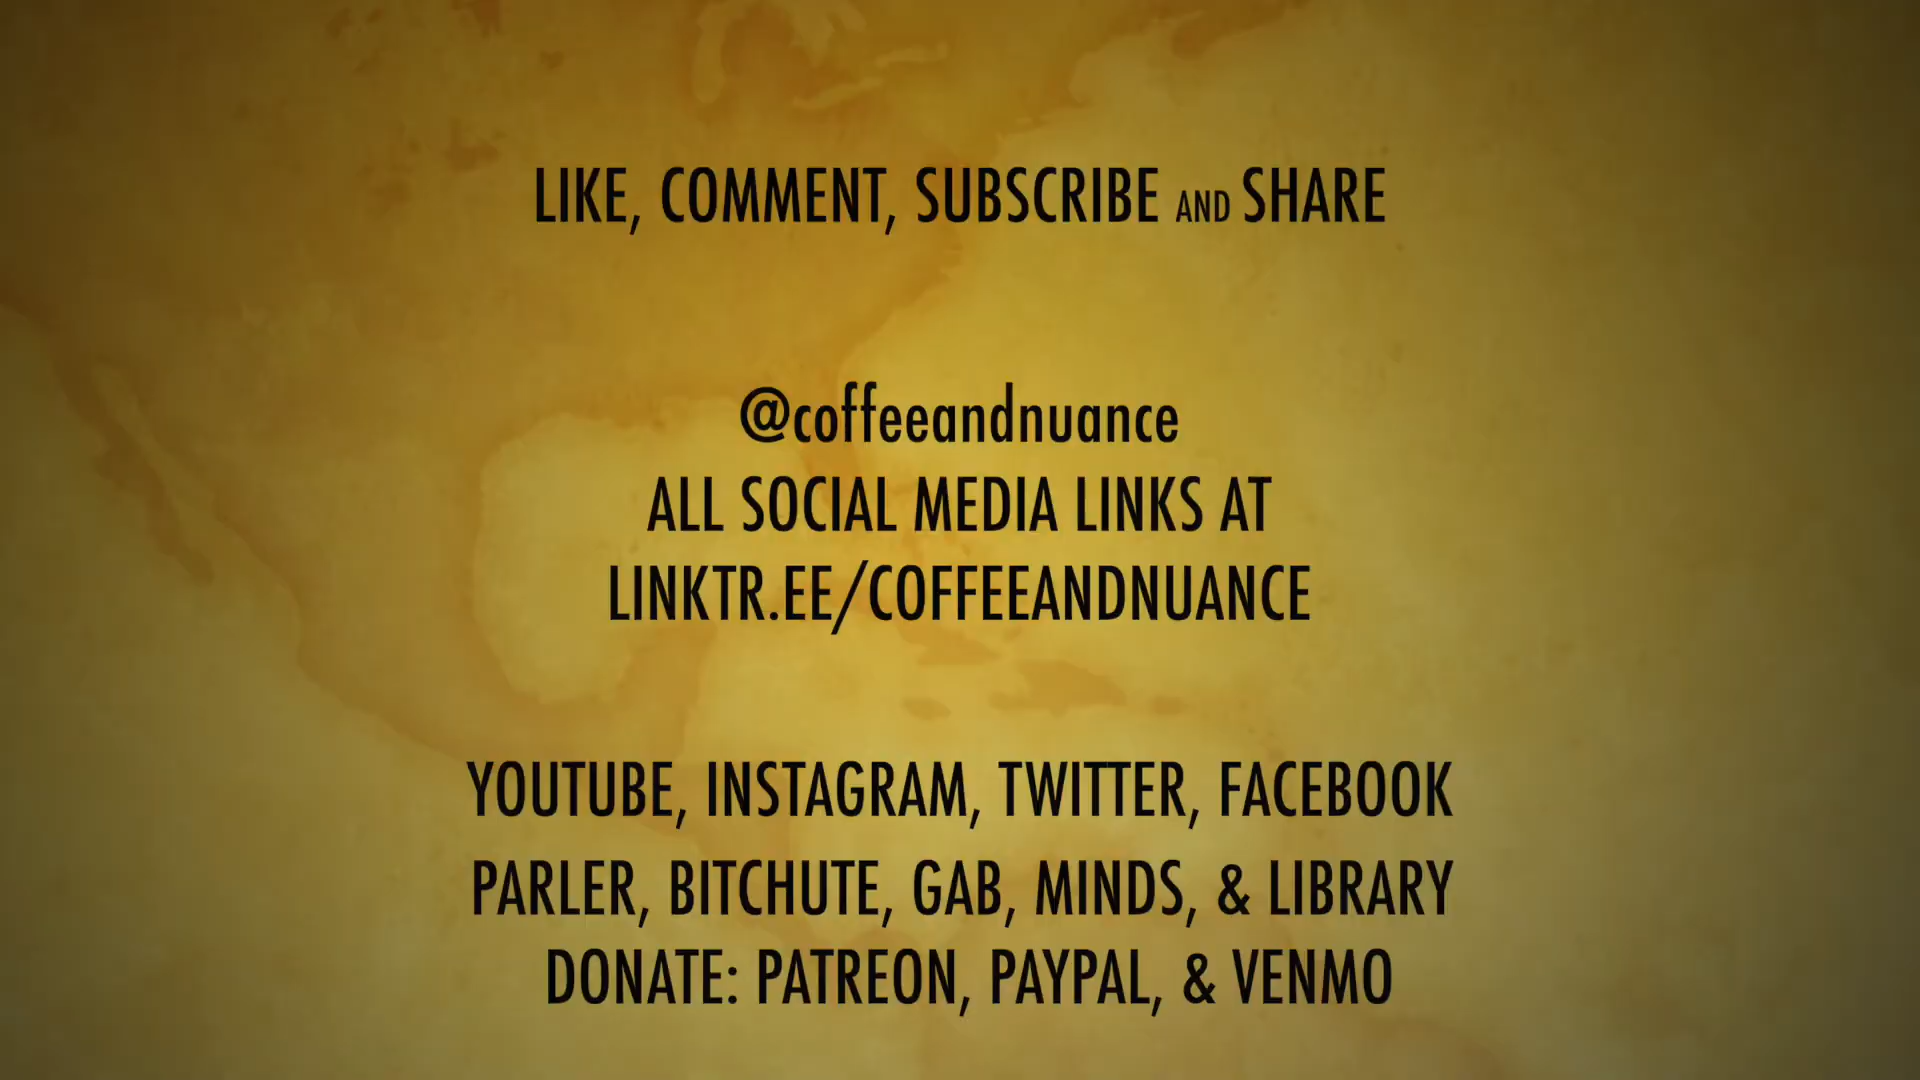 LIKE, COMMENT, SUBSCRIBE AND SHARE
@coffeeandnuance
ALL SOCIAL MEDIA LINKS AT
LINKTR.EE/COFFEEANDNUANCE
YOUTUBE, INSTAGRAM, TWITTER, FACEBOOK
PARLER, BITCHUTE, GAB, MINDS, & LIBRARY
DONATE: PATREON, PAYPAL, & VENMO